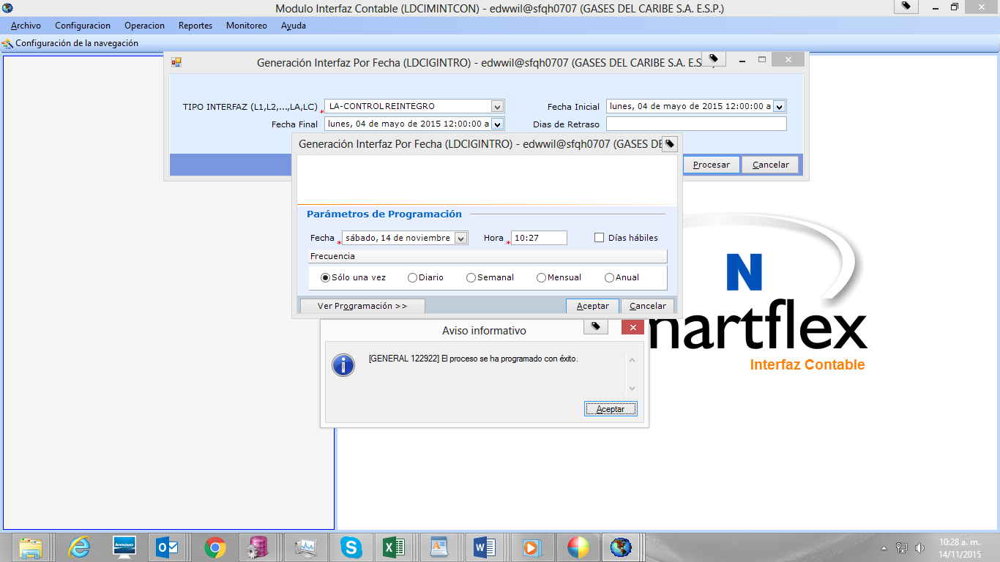 Modulo Interfaz Contable (LDCIMINTCON) - edwwil@sfqh0707 (GASES DEL CARIBE S.A. E.S.P.)
Archivo Configuracion Operacion Reportes Monitoreo Ayuda
Configuración de la navegación
Generación Interfaz Por Fecha (LDCIGINTRO) - edwwil@sfqh0707 (GASES DEL CARIBE S.A. E.S
TIPO INTERFAZ (L1,L2,...,LA,LC) * LA-CONTROL REINTEGRO Fecha Inicial lunes, 04 de mayo de 2015 12:00:00 a
Fecha Final lunes, 04 de mayo de 2015 12:00:00 a Dias de Retraso
Procesar Cancelar
Generación Interfaz Por Fecha (LDCIGINTRO) - edwwil@sfqh0707 (GASES DE
Parámetros de Programación
Fecha * sábado, 14 de noviembre Hora * 10:27 Días hábiles
Frecuencia
Sólo una vez Diario Semanal Mensual Anual
Ver Programación >> Aceptar Cancelar
N
martflex
Interfaz Contable
Aviso informativo
[GENERAL 122922] El proceso se ha programado con éxito.
Aceptar
lenovo
10:28 a. m.
14/11/2015